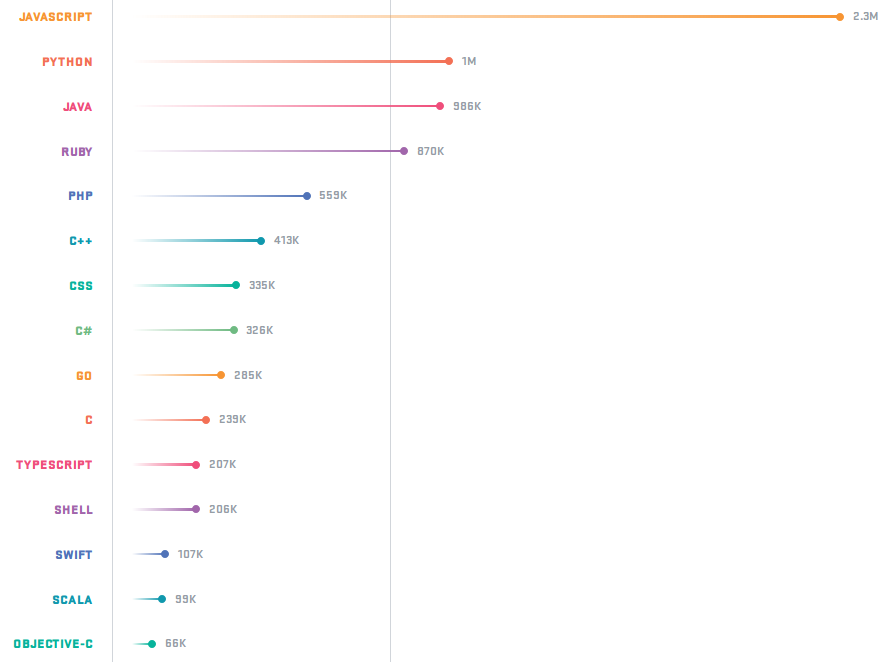 JAVASCRIPT 2.3M
PYTHON 1M
JAVA 986K
RUBY 870K
PHP 559K
C++ 413K
CSS 335K
C# 326K
GO 285K
C 239K
TYPESCRIPT 207K
SHELL 206K
SWIFT 107K
SCALA 99K
OBJECTIVE-C 66K